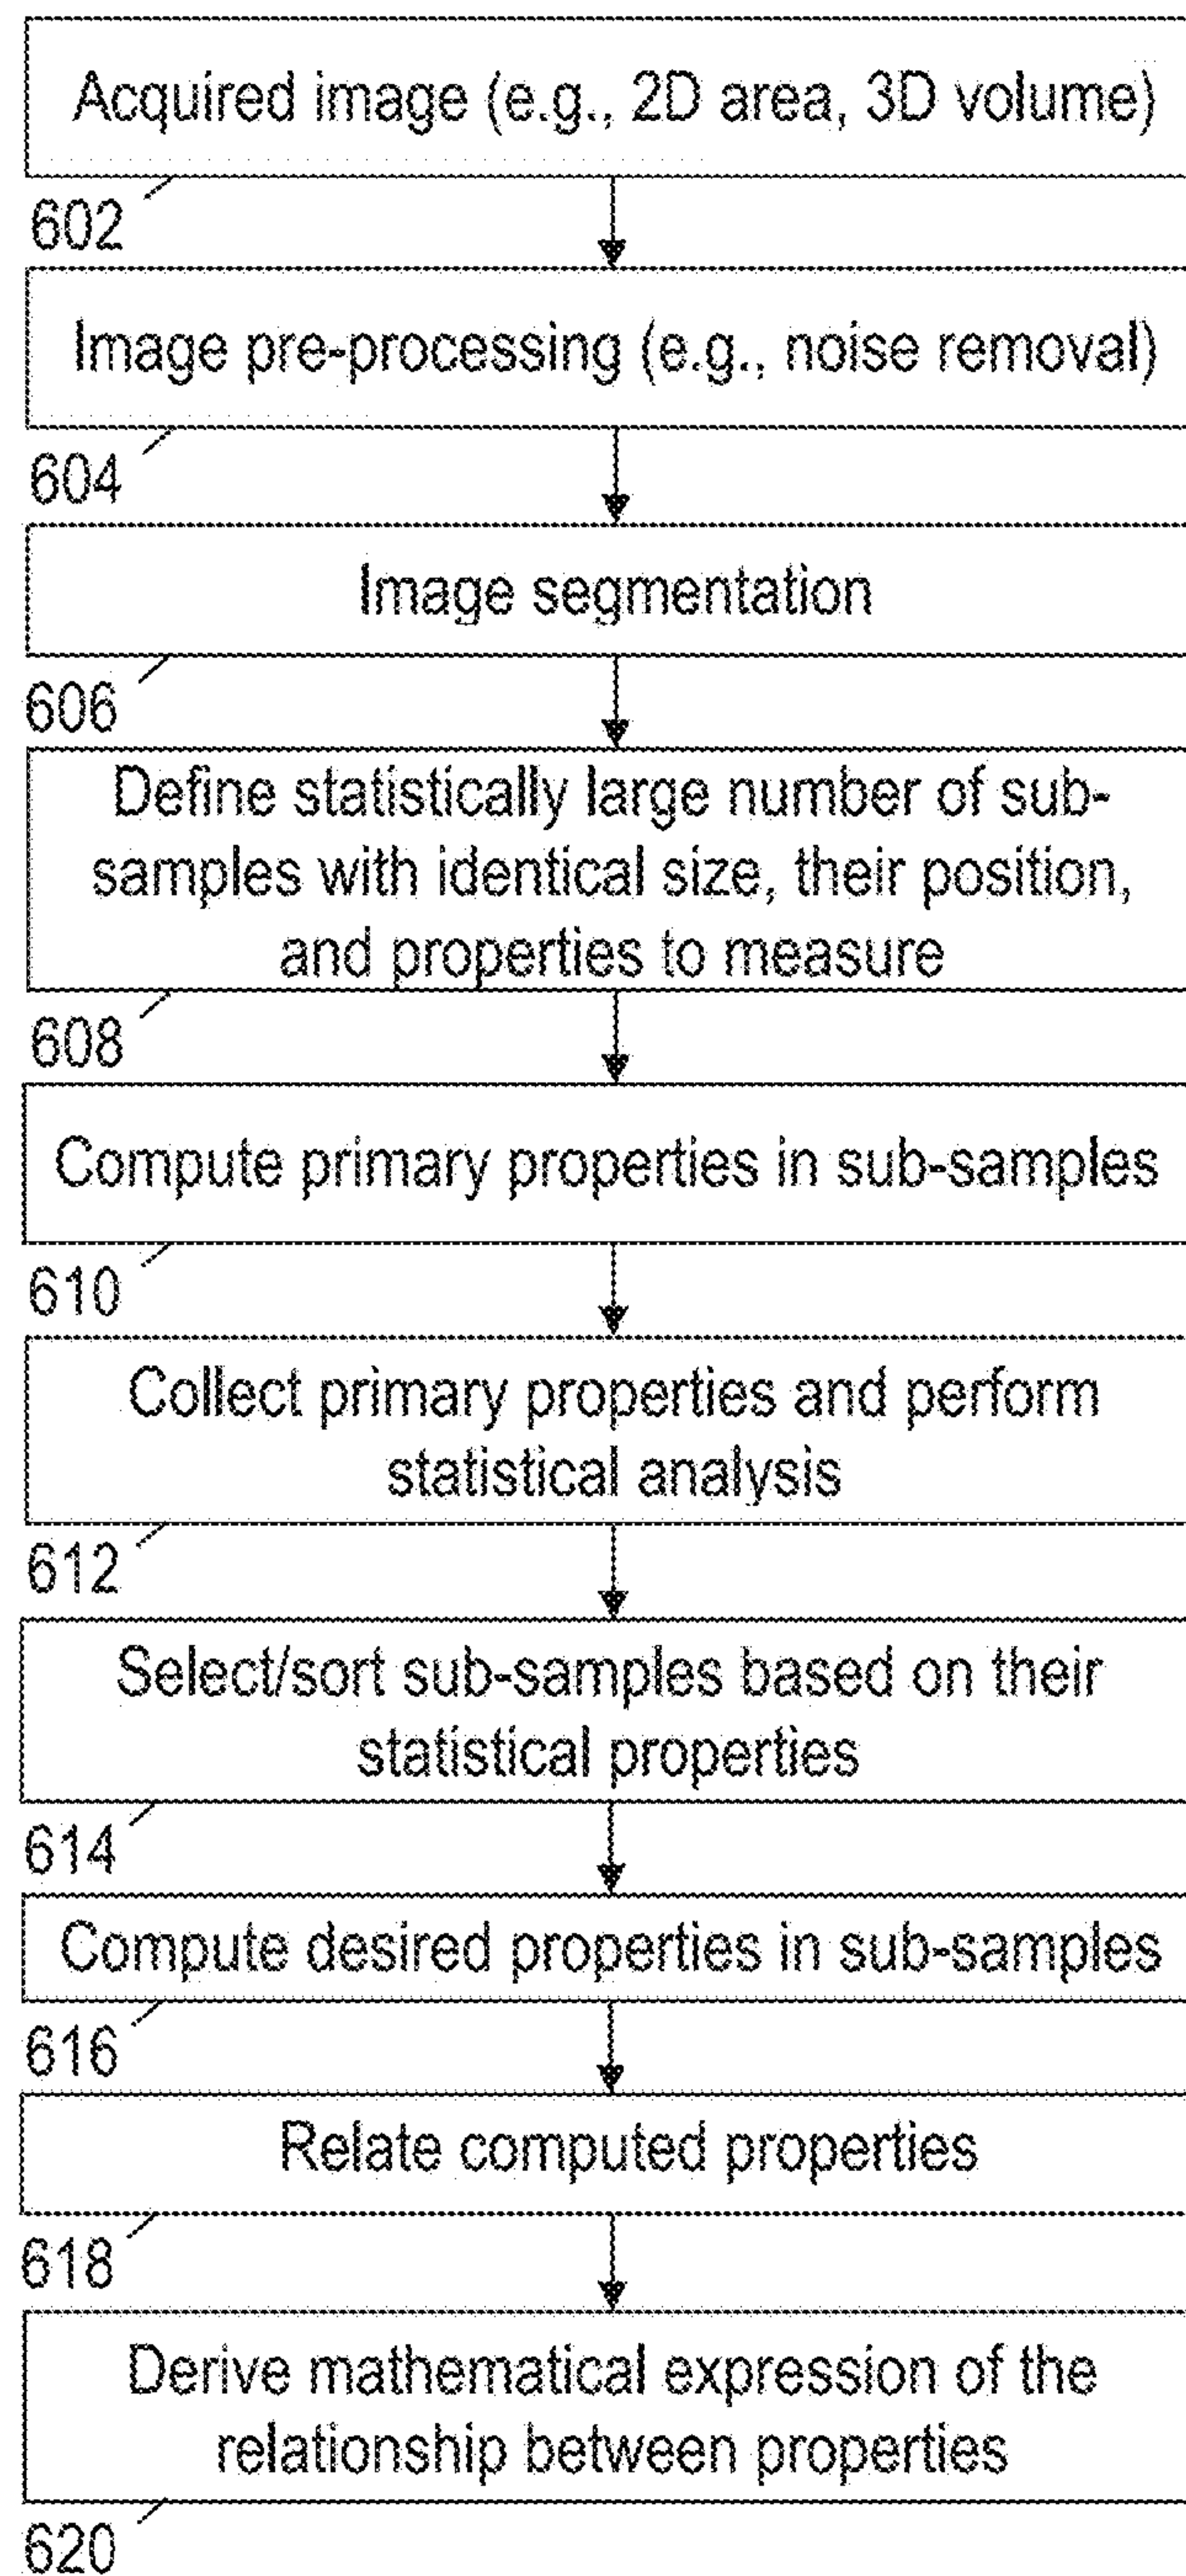 Acquired image (e.g., 2D area, 3D volume)
602
Image pre-processing (e.g., noise removal)
604
Image segmentation
606
Define statistically large number of sub-
samples with identical size, their position,
and properties to measure
608
Compute primary properties in sub-samples
610
Collect primary properties and perform
statistical analysis
612
Select/sort sub-samples based on their
statistical properties
614
Compute desired properties in sub-samples
616
Relate computed properties
618
Derive mathematical expression of the
relationship between properties
620